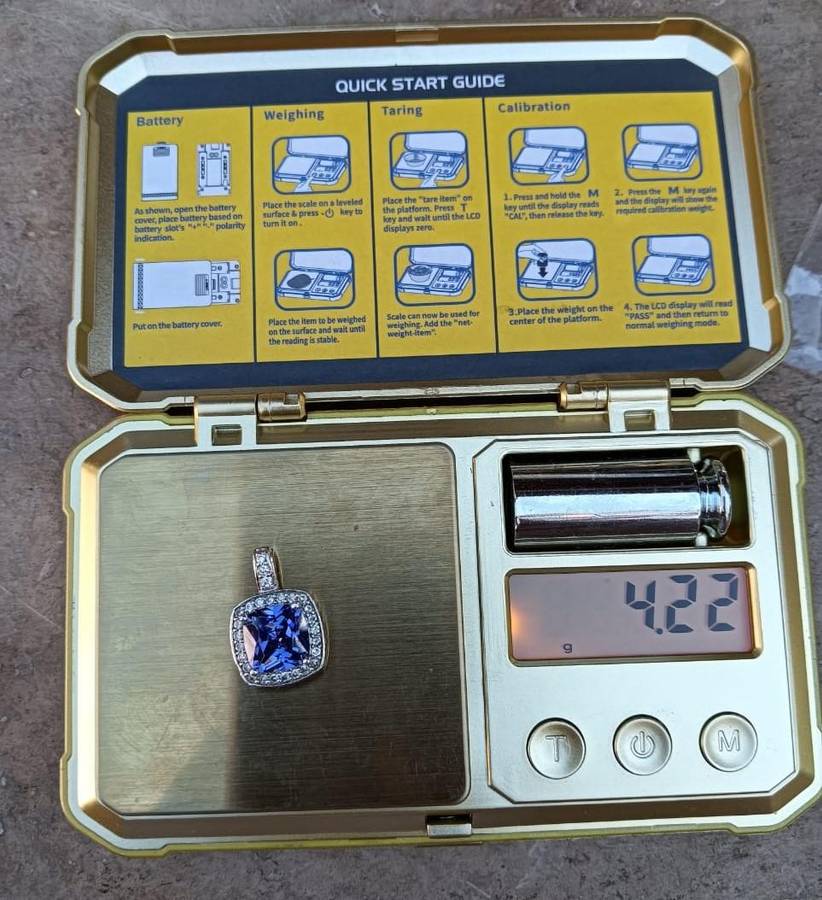 QUICK START GUIDE
Battery
As shown, open the battery
cover, place battery based on
battery slot's "+" "-" polarity
indication.
Put on the battery cover.
Weighing
Place the scale on a leveled
surface & press ⏻ key to
turn it on.
Place the item to be weighed
on the surface and wait until
the reading is stable.
Taring
Place the "tare item" on
the platform. Press T
key and wait until the LCD
displays zero.
Scale can now be used for
weighing. Add the "net-
weight-item".
Calibration
1. Press and hold the M
key until the display reads
"CAL", then release the key.
2. Press the M key again
and the display will show the
required calibration weight.
3.Place the weight on the
center of the platform.
4. The LCD display will read
"PASS" and then return to
normal weighing mode.
4.22
g
T
M